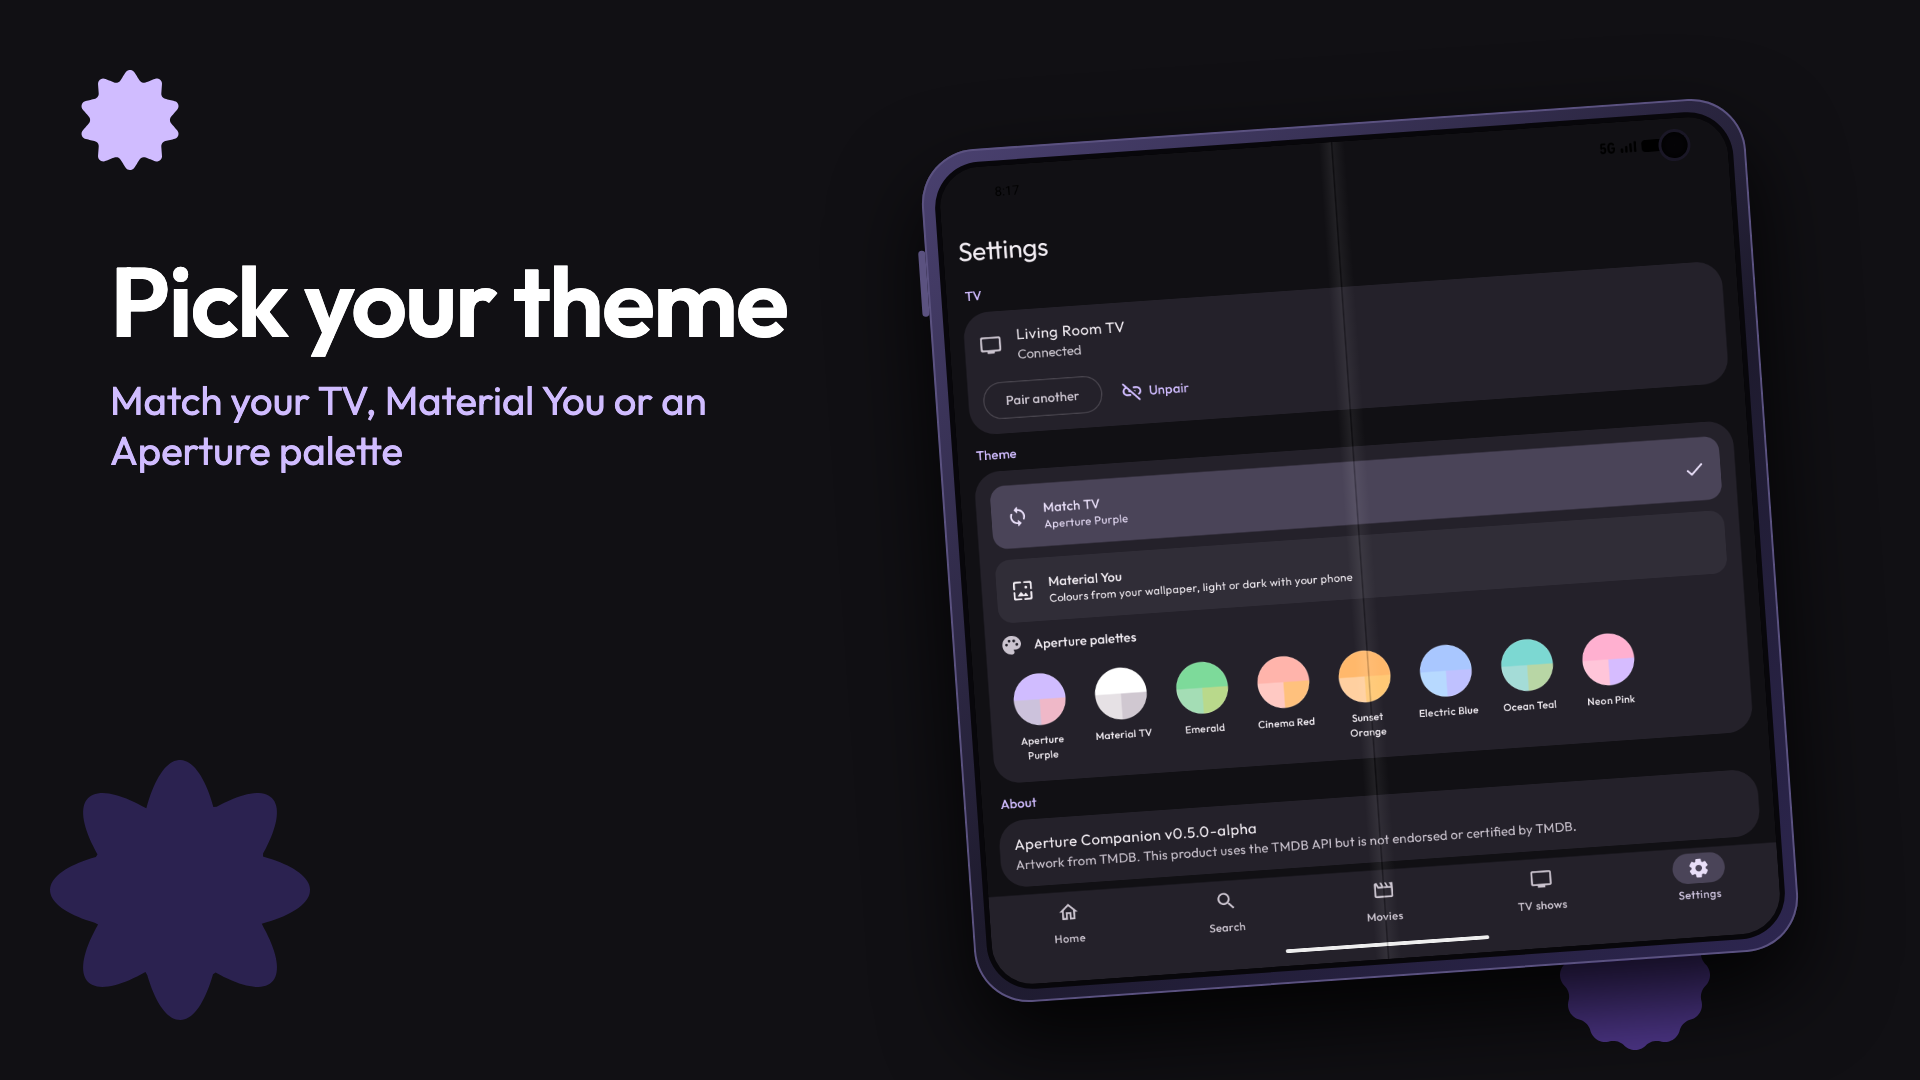 Pick your theme
Match your TV, Material You or an
Aperture palette
8:17
5G
Settings
TV
Living Room TV
Connected
Pair another
Unpair
Theme
Match TV
Aperture Purple
Material You
Colours from your wallpaper, light or dark with your phone
Aperture palettes
Aperture
Purple
Material TV
Emerald
Cinema Red
Sunset
Orange
Electric Blue
Ocean Teal
Neon Pink
About
Aperture Companion v0.5.0-alpha
Artwork from TMDB. This product uses the TMDB API but is not endorsed or certified by TMDB.
Home
Search
Movies
TV shows
Settings